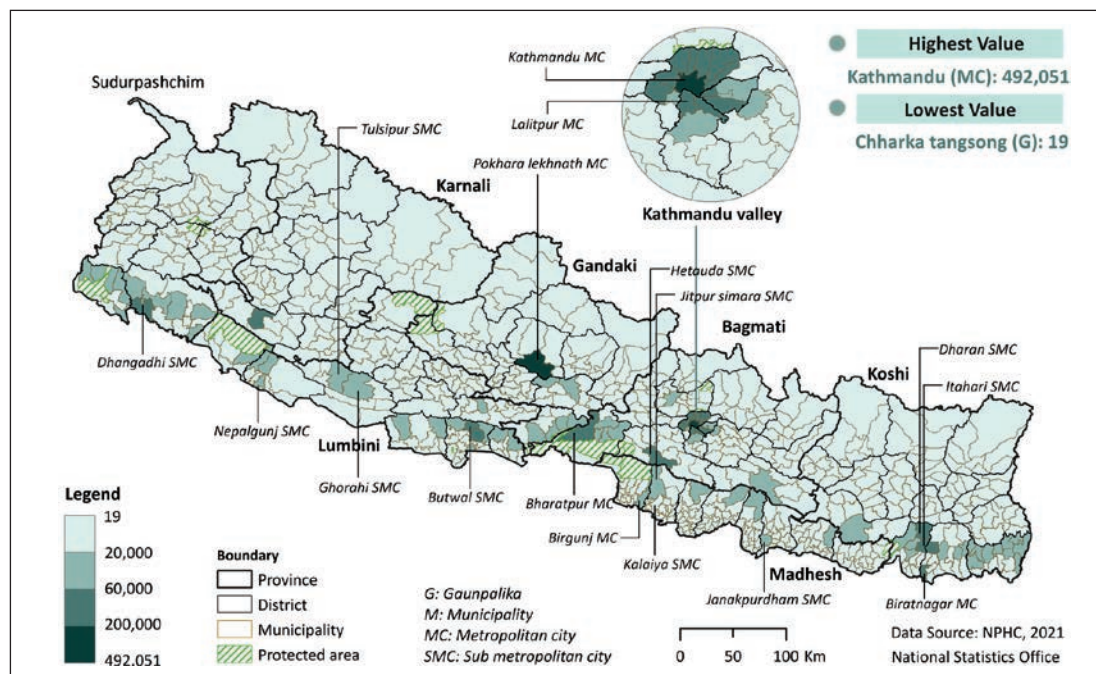 Kathmandu MC
Highest Value
Kathmandu (MC): 492,051
Sudurpashchim
Lalitpur MC
Lowest Value
Tulsipur SMC
Chharka tangsong (G): 19
Pokhara lekhnath MC
Karnali
Kathmandu valley
Gandaki
Hetauda SMC
Jitpur simara SMC
Bagmati
Dharan SMC
Dhangadhi SMC
Koshi
Itahari SMC
Nepalgunj SMC
Lumbini
Ghorahi SMC
Butwal SMC
Bharatpur MC
Birgunj MC
Kalaiya SMC
Madhesh
Janakpurdham SMC
Biratnagar MC
Legend
19
20,000
60,000
200,000
492,051
Boundary
Province
District
Municipality
Protected area
G: Gaunpalika
M: Municipality
MC: Metropolitan city
SMC: Sub metropolitan city
0 50 100 Km
Data Source: NPHC, 2021
National Statistics Office